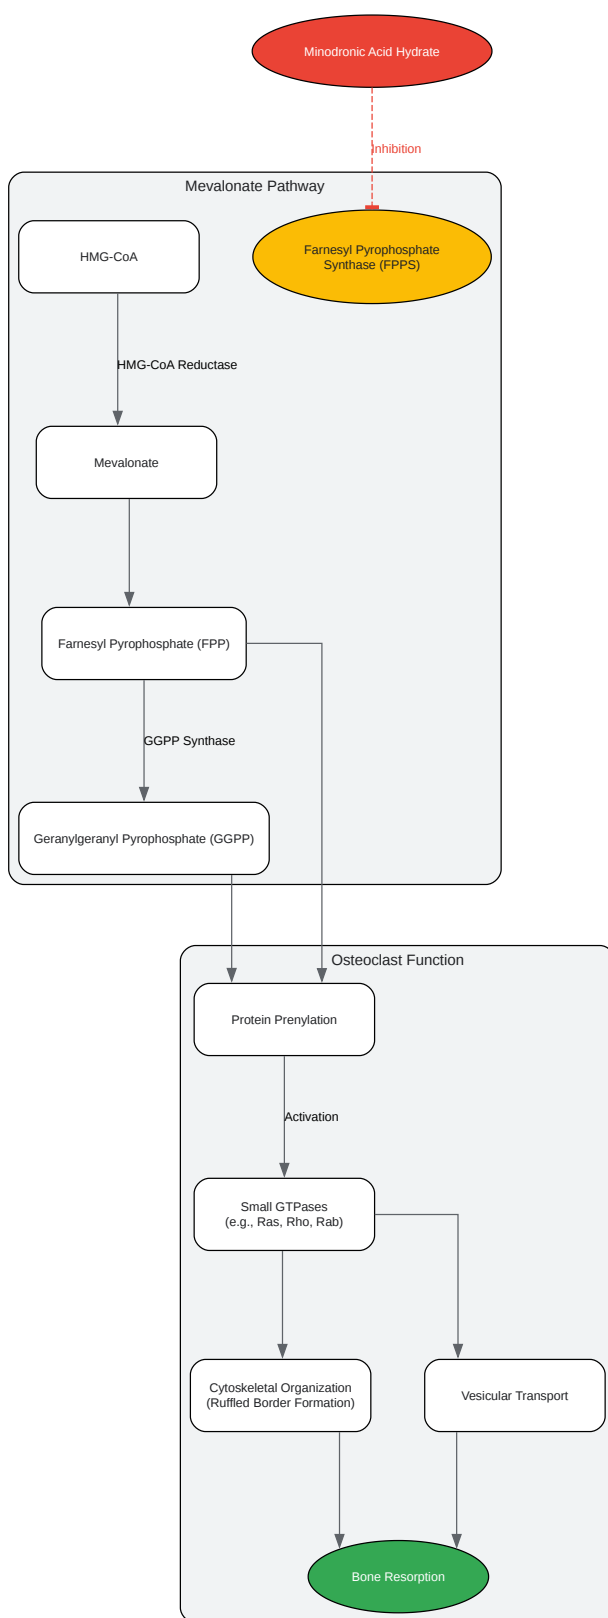 Minodronic Acid Hydrate
Inhibition
Mevalonate Pathway
HMG-CoA
Farnesyl Pyrophosphate
Synthase (FPPS)
HMG-CoA Reductase
Mevalonate
Farnesyl Pyrophosphate (FPP)
GGPP Synthase
Geranylgeranyl Pyrophosphate (GGPP)
Osteoclast Function
Protein Prenylation
Activation
Small GTPases
(e.g., Ras, Rho, Rab)
Cytoskeletal Organization
(Ruffled Border Formation)
Vesicular Transport
Bone Resorption